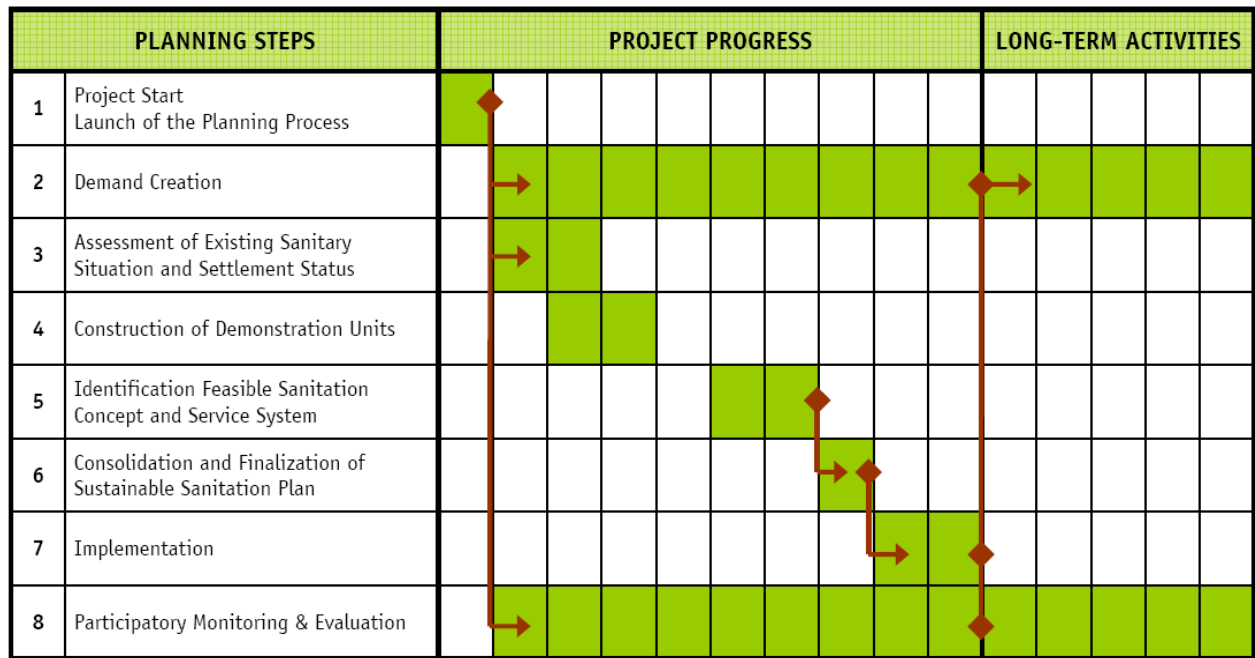 PLANNING STEPS
PROJECT PROGRESS
LONG-TERM ACTIVITIES
1
Project Start
Launch of the Planning Process
2
Demand Creation
3
Assessment of Existing Sanitary
Situation and Settlement Status
4
Construction of Demonstration Units
5
Identification Feasible Sanitation
Concept and Service System
6
Consolidation and Finalization of
Sustainable Sanitation Plan
7
Implementation
8
Participatory Monitoring & Evaluation